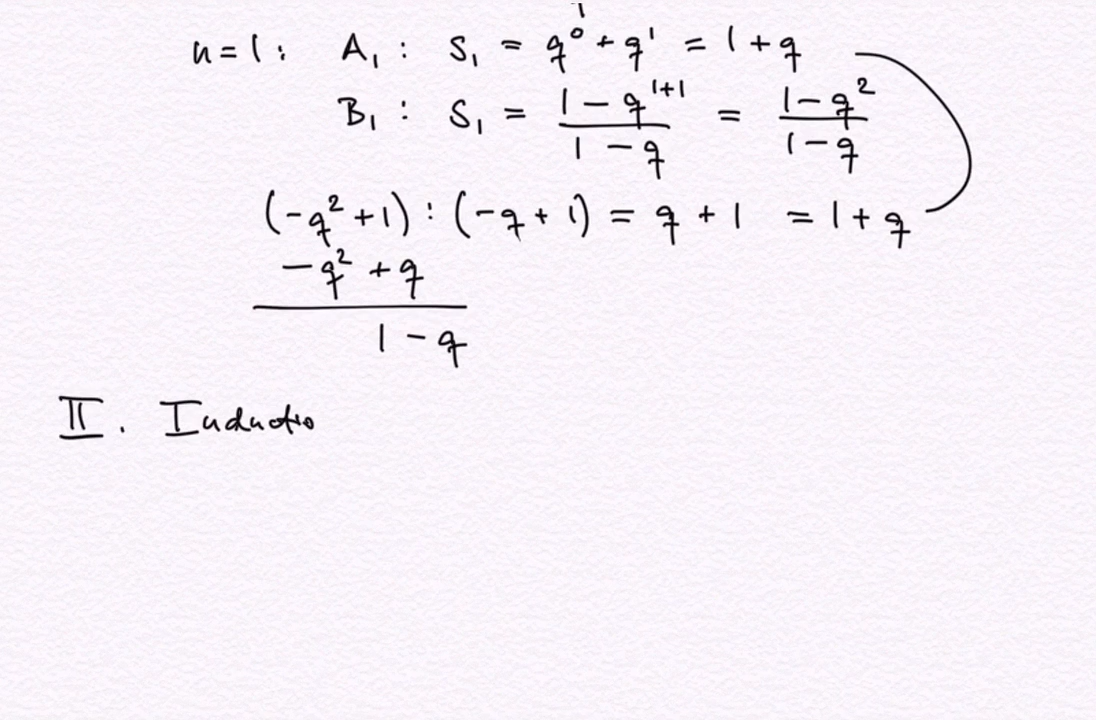 n = 1 : A₁ : S₁ = q⁰ + q¹ = 1 + q
B₁ : S₁ = (1 - q¹⁺¹)/(1 - q) = (1 - q²)/(1 - q)
(-q² + 1) : (-q + 1) = q + 1 = 1 + q
-q² + q
1 - q
II. Inductio